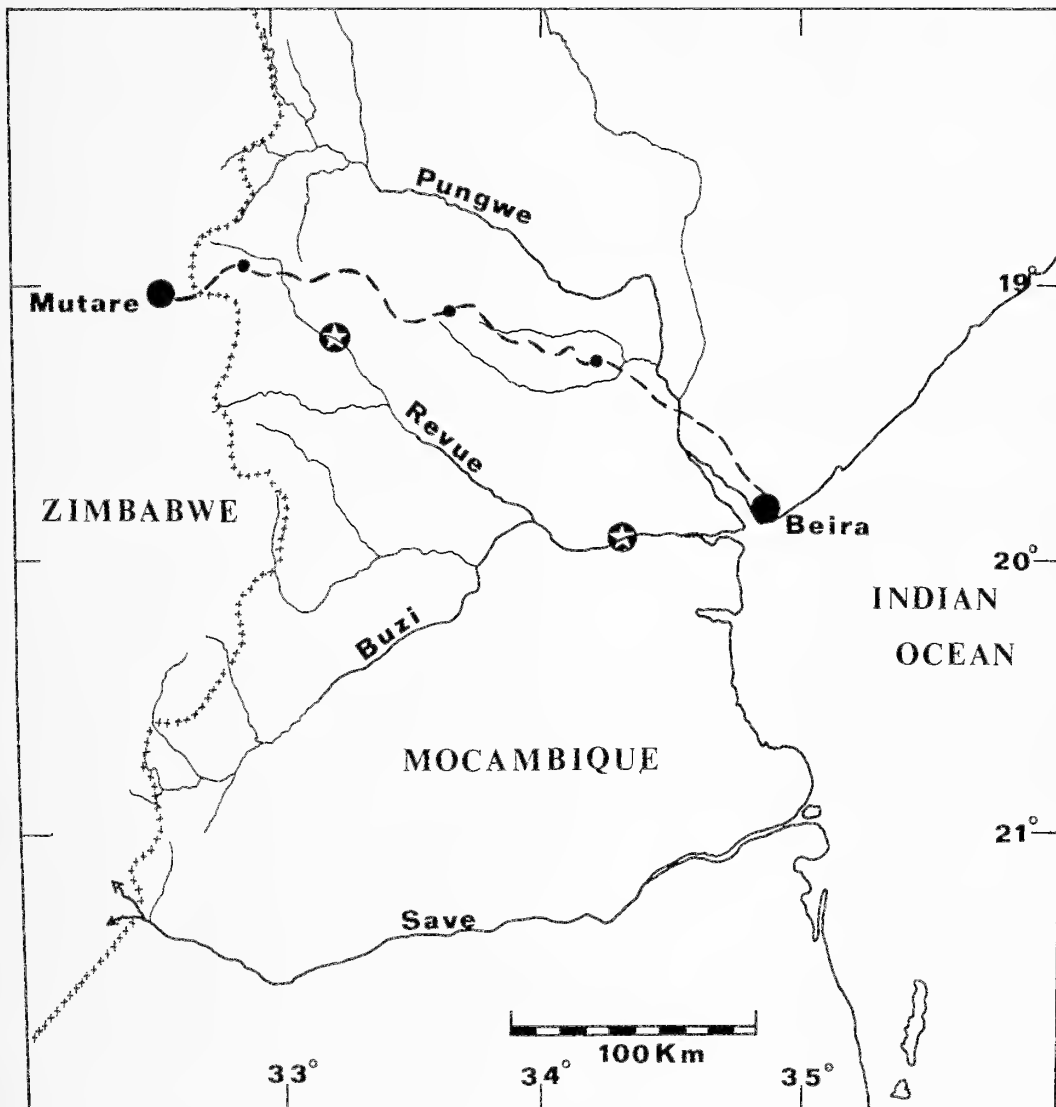 Pungwe
19°
Mutare
Revue
ZIMBABWE
Beira
20°
INDIAN
OCEAN
Buzi
MOCAMBIQUE
21°
Save
100 Km
33°
34°
35°